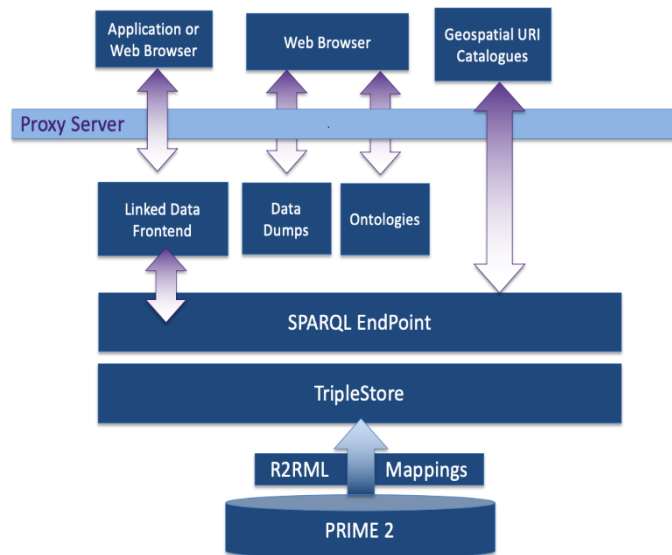 Application or
Web Browser
Web Browser
Geospatial URI
Catalogues
Proxy Server
Linked Data
Frontend
Data
Dumps
Ontologies
SPARQL EndPoint
TripleStore
R2RML
Mappings
PRIME 2